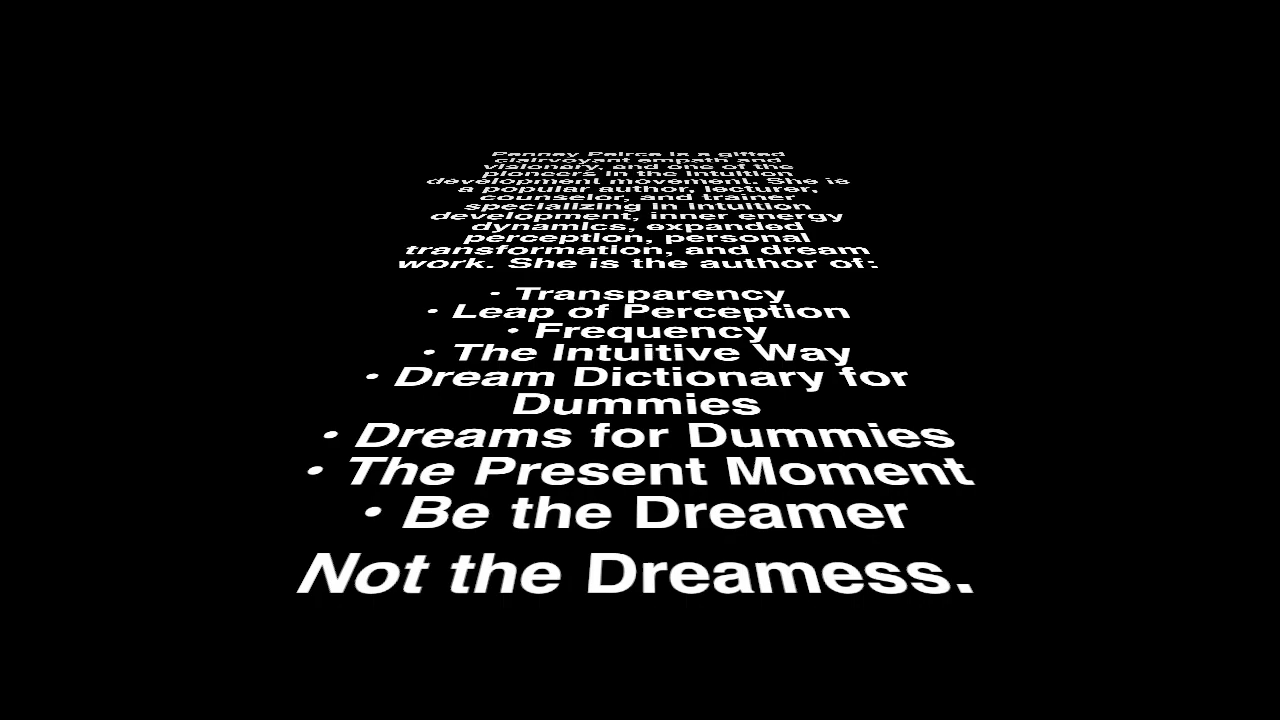 Penney Peirce is a gifted
clairvoyant empath and
visionary, and one of the
pioneers in the intuition
development movement. She is
a popular author, lecturer,
counselor, and trainer
specializing in intuition
development, inner energy
dynamics, expanded
perception, personal
transformation, and dream
work. She is the author of:
• Transparency
• Leap of Perception
• Frequency
• The Intuitive Way
• Dream Dictionary for
Dummies
• Dreams for Dummies
• The Present Moment
• Be the Dreamer
Not the Dreamess.